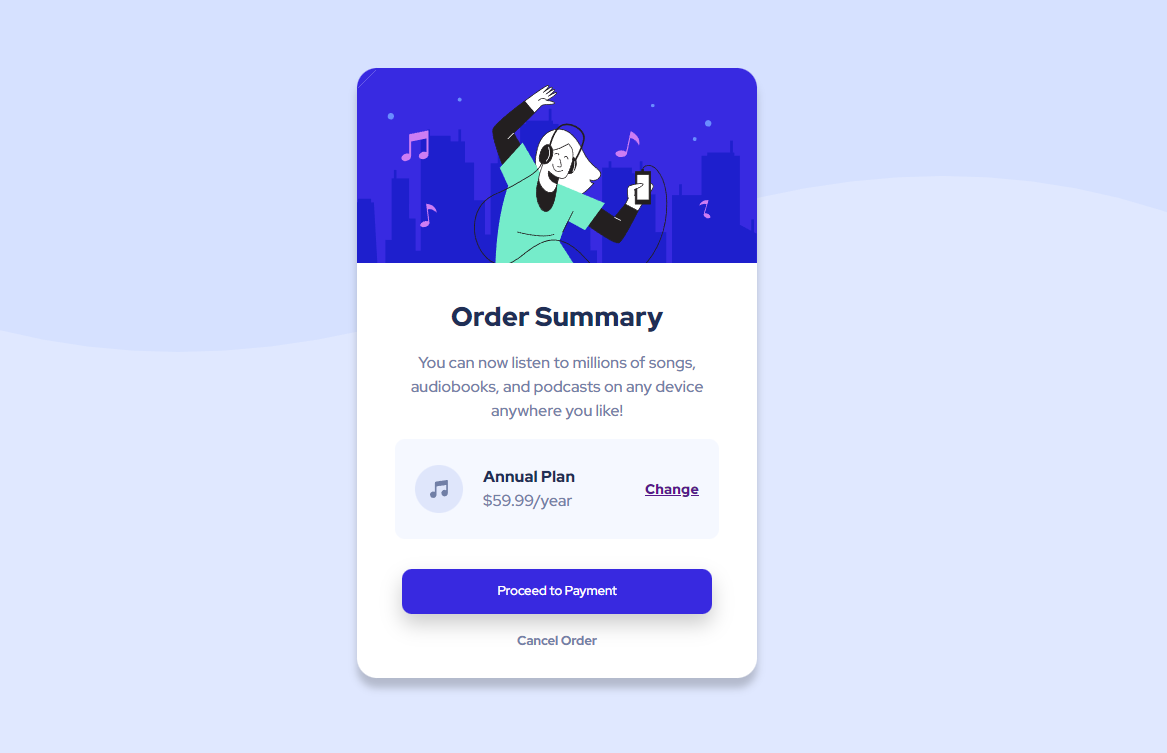 Order Summary
You can now listen to millions of songs,
audiobooks, and podcasts on any device
anywhere you like!
Annual Plan
$59.99/year
Change
Proceed to Payment
Cancel Order